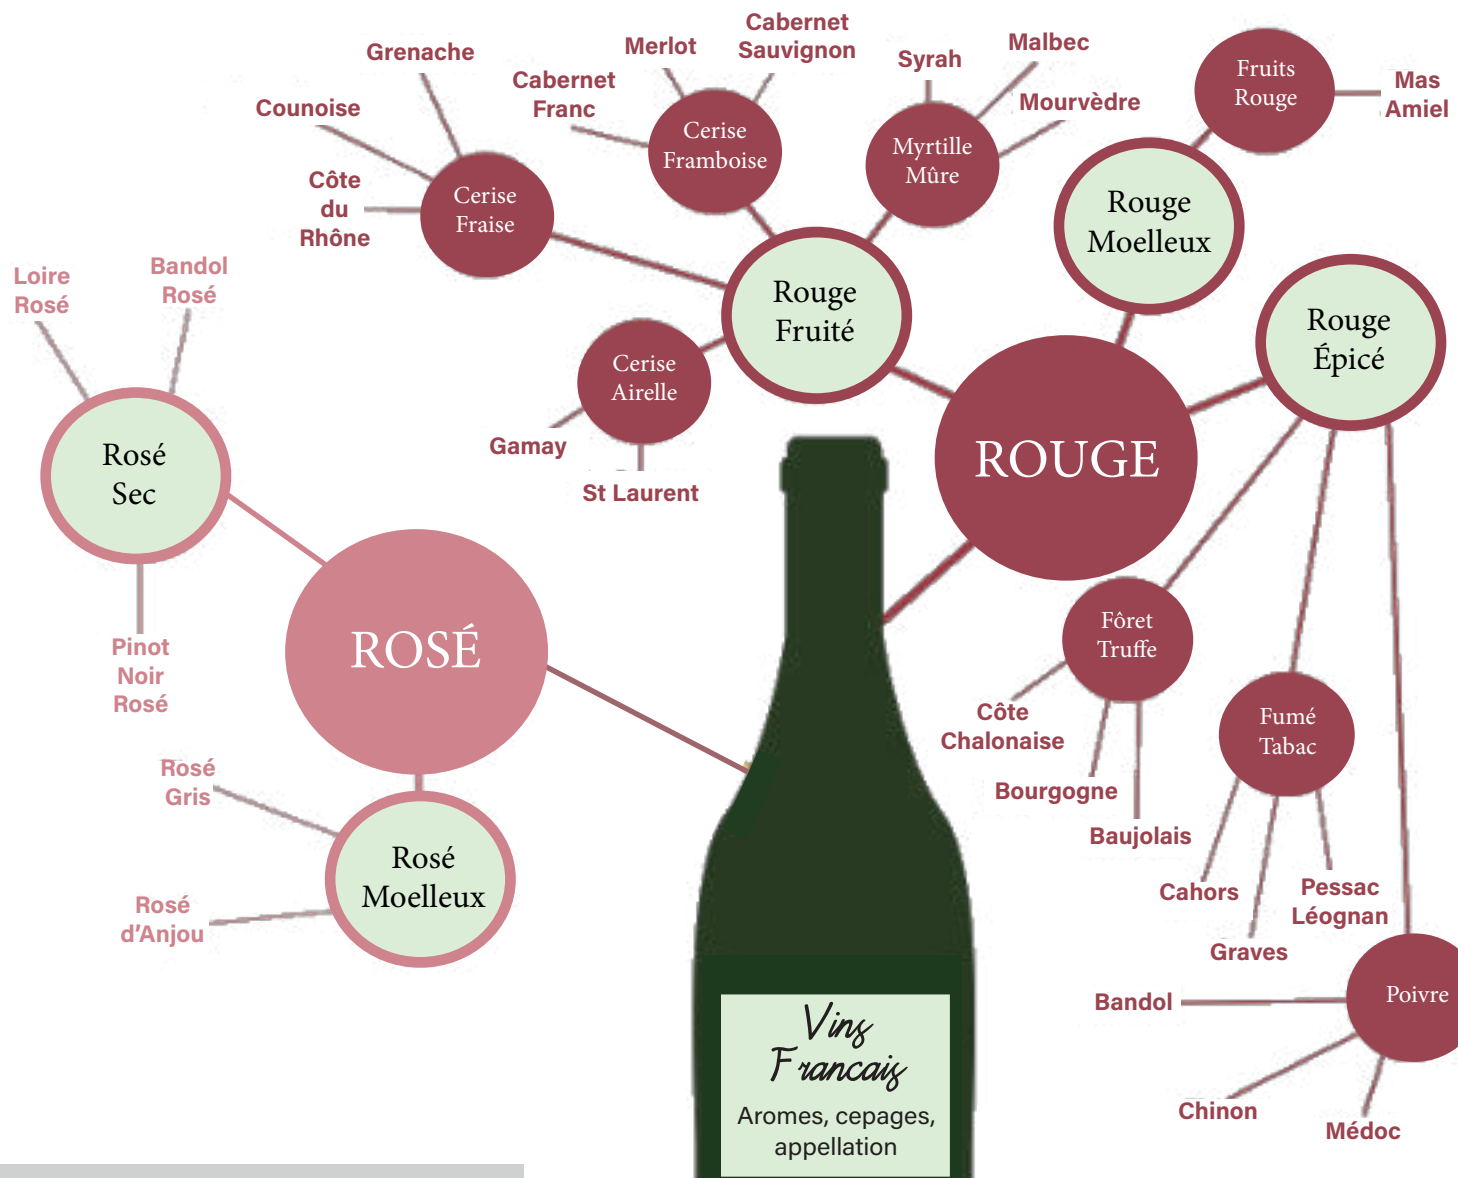 Cabernet
Sauvignon
Merlot
Grenache
Cabernet
Franc
Counoise
Syrah
Malbec
Mourvèdre
Fruits
Rouge
Mas
Amiel
Cerise
Framboise
Myrtille
Mûre
Côte
du
Rhône
Cerise
Fraise
Rouge
Moelleux
Loire
Rosé
Bandol
Rosé
Rouge
Fruité
Rouge
Épicé
Cerise
Airelle
Gamay
St Laurent
Rosé
Sec
ROUGE
Pinot
Noir
Rosé
ROSÉ
Fôret
Truffe
Côte
Chalonaise
Bourgogne
Baujolais
Fumé
Tabac
Cahors
Graves
Pessac
Léognan
Rosé
Gris
Rosé
Moelleux
Rosé
d'Anjou
Poivre
Bandol
Chinon
Médoc
Vins
Francais
Aromes, cepages,
appellation